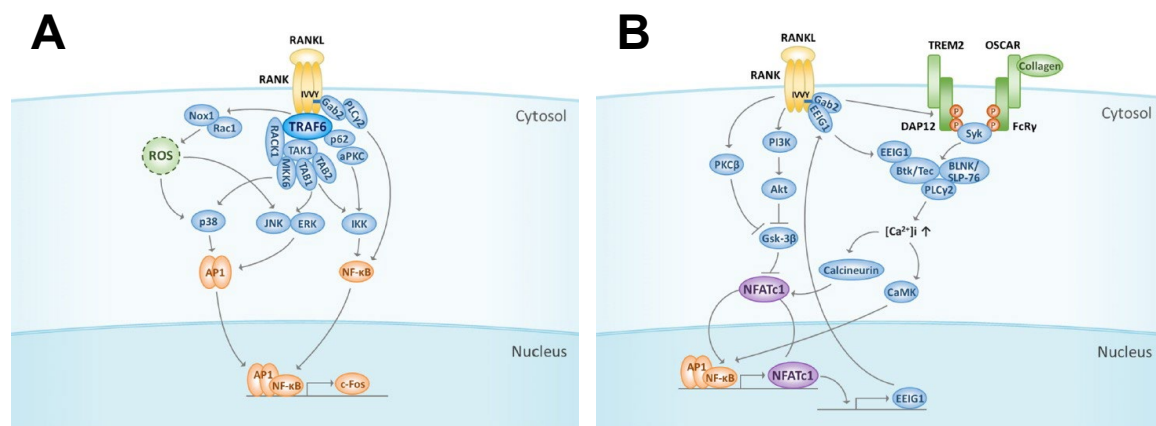 A
RANKL
RANK
IVVY
Gab2
PLCγ2
Cytosol
Nox1
Rac1
TRAF6
RACK1
p62
TAK1
aPKC
ROS
MKK6
TAB1
TAB2
p38
JNK
ERK
IKK
AP1
NF-κB
Nucleus
AP1
NF-κB
c-Fos
B
RANKL
TREM2
OSCAR
Collagen
RANK
IVVY
Gab2
EEIG1
Cytosol
P
P
P
P
DAP12
Syk
FcRγ
PKCβ
PI3K
EEIG1
Btk/Tec
BLNK/
SLP-76
PLCγ2
Akt
Gsk-3β
[Ca²⁺]i ↑
Calcineurin
NFATc1
CaMK
Nucleus
AP1
NF-κB
NFATc1
EEIG1